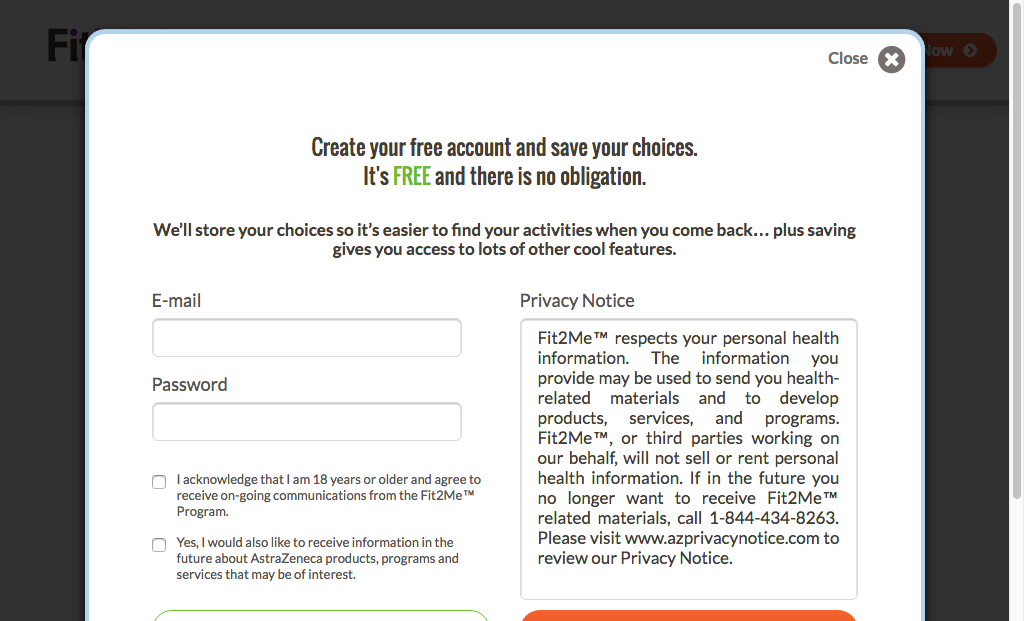 Fit
Now
Close
Create your free account and save your choices.
It's FREE and there is no obligation.
We'll store your choices so it's easier to find your activities when you come back... plus saving
gives you access to lots of other cool features.
E-mail
Privacy Notice
Fit2Me™ respects your personal health
information. The information you
provide may be used to send you health-
related materials and to develop
products, services, and programs.
Fit2Me™, or third parties working on
our behalf, will not sell or rent personal
health information. If in the future you
no longer want to receive Fit2Me™
related materials, call 1-844-434-8263.
Please visit www.azprivacynotice.com to
review our Privacy Notice.
Password
I acknowledge that I am 18 years or older and agree to
receive on-going communications from the Fit2Me™
Program.
Yes, I would also like to receive information in the
future about AstraZeneca products, programs and
services that may be of interest.